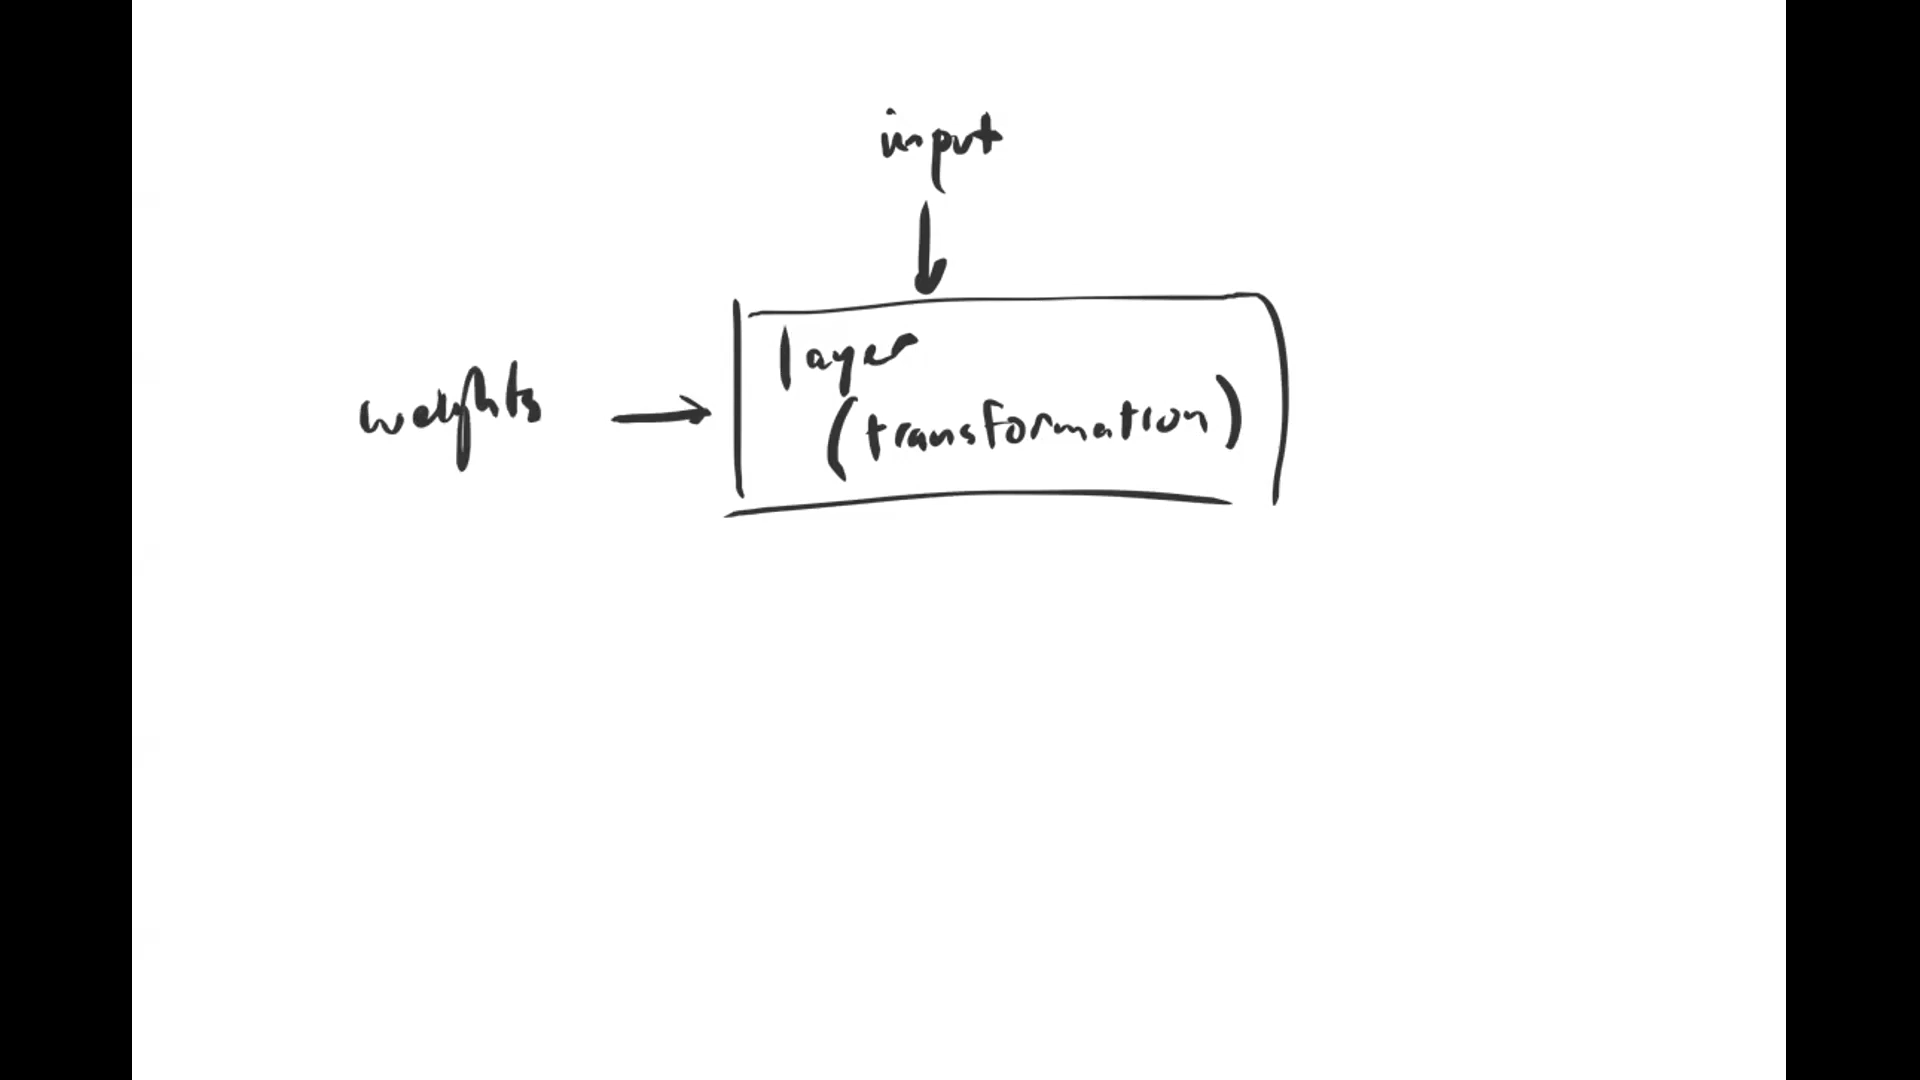 input
layer
weights
(transformation)